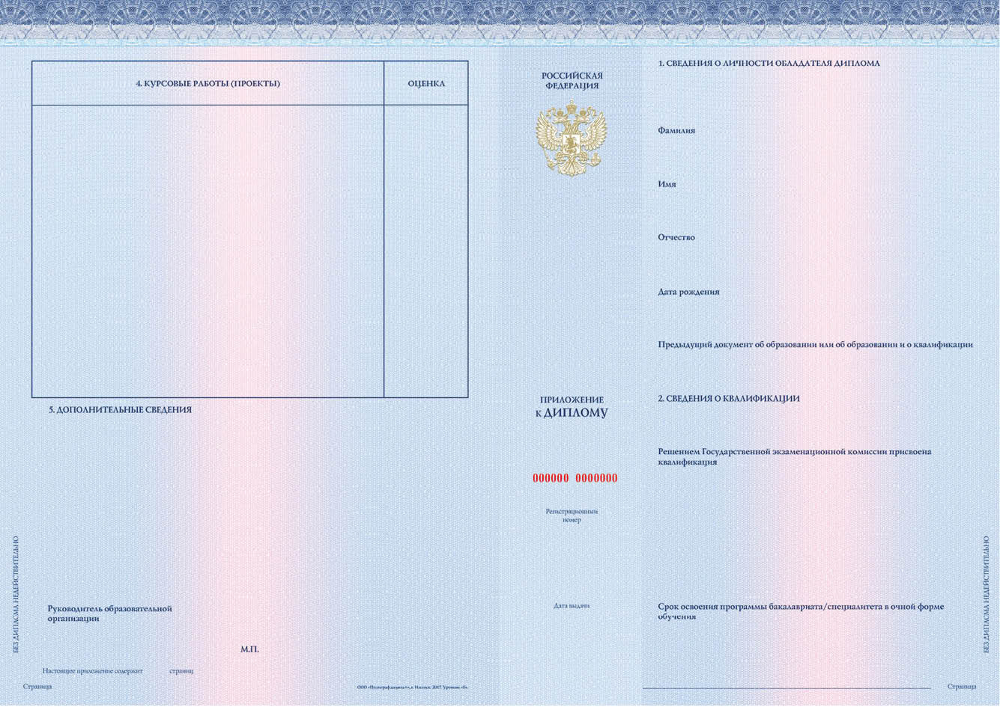 4. КУРСОВЫЕ РАБОТЫ (ПРОЕКТЫ)
ОЦЕНКА
5. ДОПОЛНИТЕЛЬНЫЕ СВЕДЕНИЯ
БЕЗ ДИПЛОМА НЕДЕЙСТВИТЕЛЬНО
Руководитель образовательной
организации
М.П.
Настоящее приложение содержит страниц
Страница
ООО «Полиграфзащита+», г. Ижевск. 2017. Уровень «Б».
РОССИЙСКАЯ
ФЕДЕРАЦИЯ
ПРИЛОЖЕНИЕ
к ДИПЛОМУ
000000 0000000
Регистрационный
номер
Дата выдачи
1. СВЕДЕНИЯ О ЛИЧНОСТИ ОБЛАДАТЕЛЯ ДИПЛОМА
Фамилия
Имя
Отчество
Дата рождения
Предыдущий документ об образовании или об образовании и о квалификации
2. СВЕДЕНИЯ О КВАЛИФИКАЦИИ
Решением Государственной экзаменационной комиссии присвоена
квалификация
Срок освоения программы бакалавриата/специалитета в очной форме
обучения
БЕЗ ДИПЛОМА НЕДЕЙСТВИТЕЛЬНО
Страница